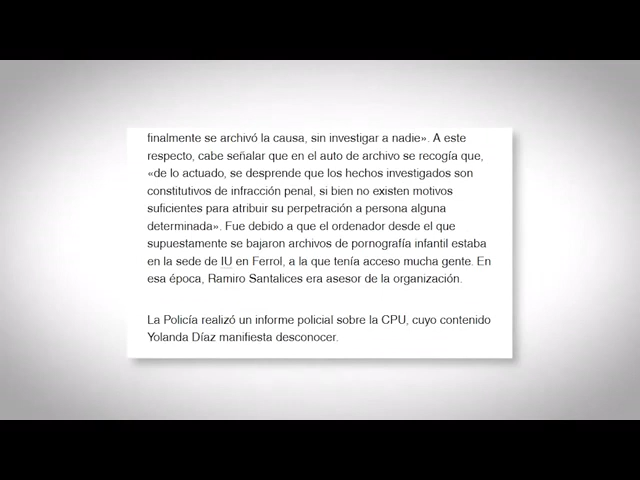 finalmente se archivó la causa, sin investigar a nadie». A este
respecto, cabe señalar que en el auto de archivo se recogía que,
«de lo actuado, se desprende que los hechos investigados son
constitutivos de infracción penal, si bien no existen motivos
suficientes para atribuir su perpetración a persona alguna
determinada». Fue debido a que el ordenador desde el que
supuestamente se bajaron archivos de pornografía infantil estaba
en la sede de IU en Ferrol, a la que tenía acceso mucha gente. En
esa época, Ramiro Santalices era asesor de la organización.
La Policía realizó un informe policial sobre la CPU, cuyo contenido
Yolanda Díaz manifiesta desconocer.